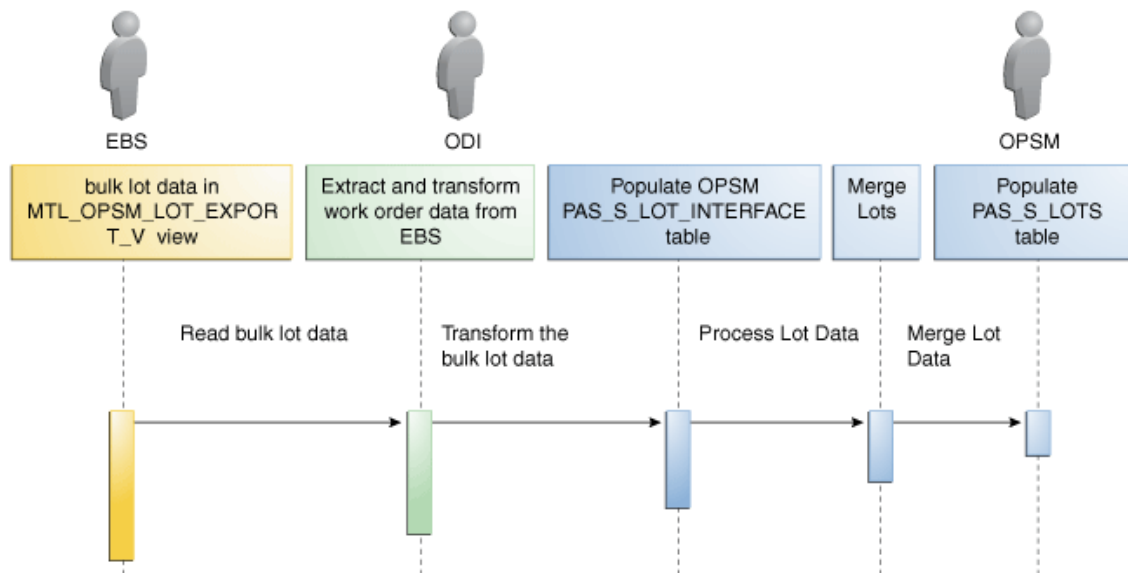 EBS
ODI
OPSM
bulk lot data in
MTL_OPSM_LOT_EXPOR
T_V view
Extract and transform
work order data from
EBS
Populate OPSM
PAS_S_LOT_INTERFACE
table
Merge
Lots
Populate
PAS_S_LOTS
table
Read bulk lot data
Transform the
bulk lot data
Process Lot Data
Merge Lot
Data